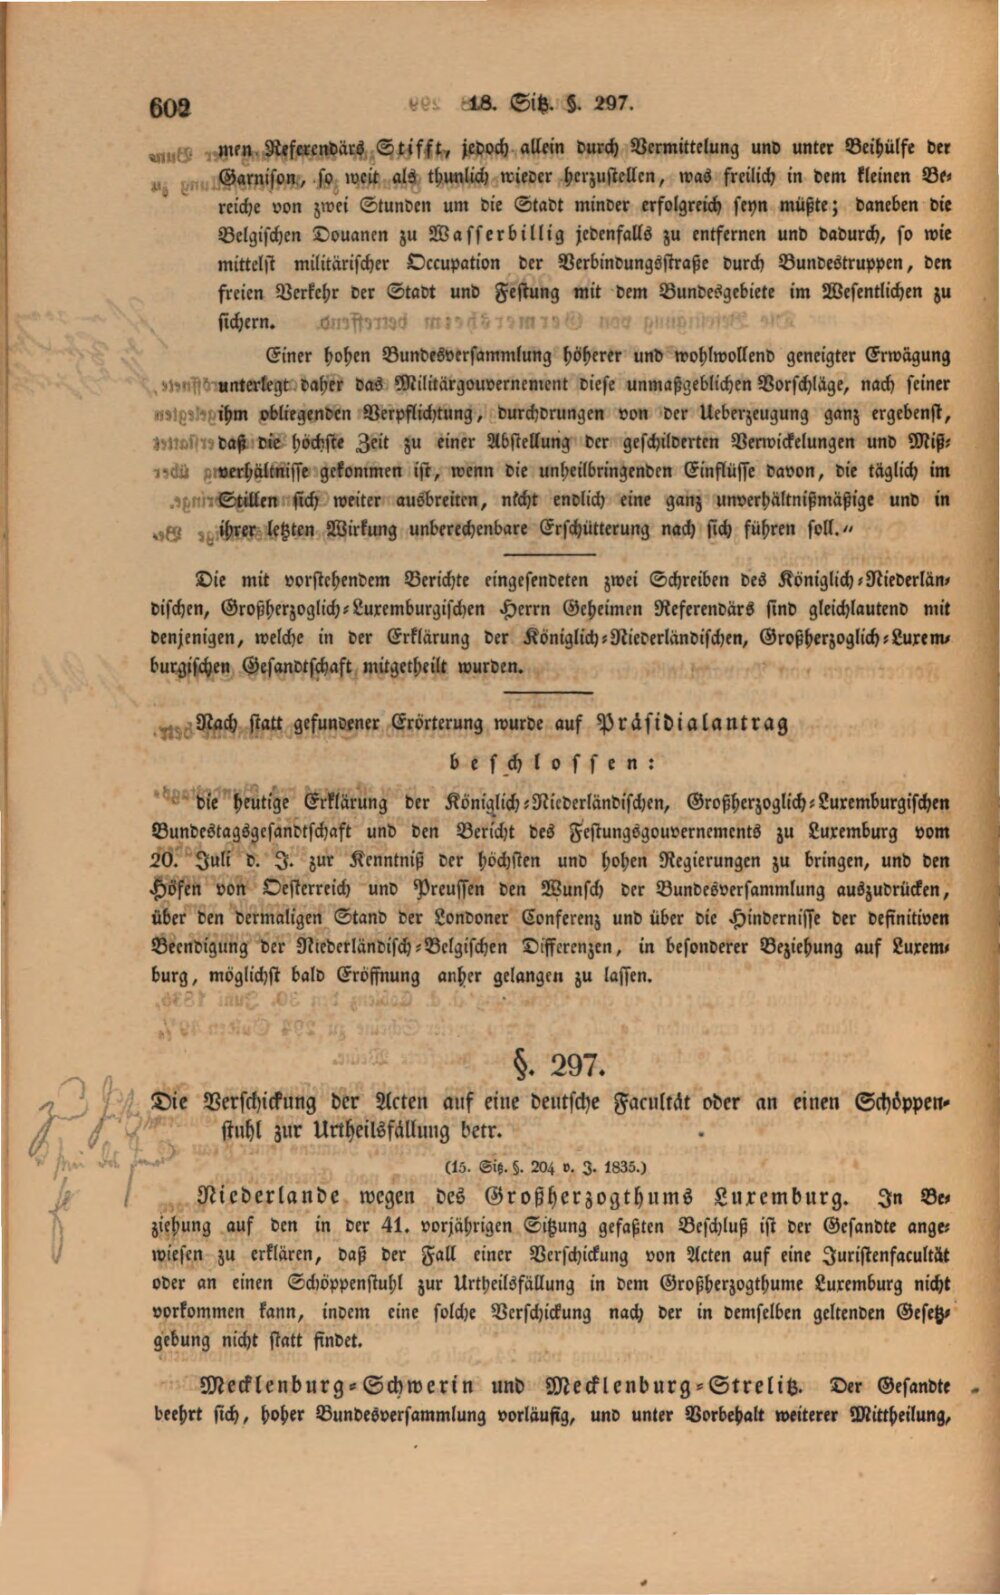 602
18. Sitz. §. 297.
men Referendärs Stifft, jedoch allein durch Vermittelung und unter Beihülfe der
Garnison, so weit als thunlich wieder herzustellen, was freilich in dem kleinen Be-
reiche von zwei Stunden um die Stadt minder erfolgreich seyn müßte; daneben die
Belgischen Douanen zu Wasserbillig jedenfalls zu entfernen und dadurch, so wie
mittelst militärischer Occupation der Verbindungsstraße durch Bundestruppen, den
freien Verkehr der Stadt und Festung mit dem Bundesgebiete im Wesentlichen zu
sichern.
Einer hohen Bundesversammlung höherer und wohlwollend geneigter Erwägung
unterlegt daher das Militärgouvernement diese unmaßgeblichen Vorschläge, nach seiner
ihm obliegenden Verpflichtung, durchdrungen von der Ueberzeugung ganz ergebenst,
daß die höchste Zeit zu einer Abstellung der geschilderten Verwickelungen und Miß-
verhältnisse gekommen ist, wenn die unheilbringenden Einflüsse davon, die täglich im
Stillen sich weiter ausbreiten, nicht endlich eine ganz unverhältnißmäßige und in
ihrer letzten Wirkung unberechenbare Erschütterung nach sich führen soll.“
Die mit vorstehendem Berichte eingesendeten zwei Schreiben des Königlich-Niederlän-
dischen, Großherzoglich-Luxemburgischen Herrn Geheimen Referendärs sind gleichlautend mit
denjenigen, welche in der Erklärung der Königlich-Niederländischen, Großherzoglich-Luxem-
burgischen Gesandtschaft mitgetheilt wurden.
Nach statt gefundener Erörterung wurde auf Präsidialantrag
beschlossen:
die heutige Erklärung der Königlich-Niederländischen, Großherzoglich-Luxemburgischen
Bundestagsgesandtschaft und den Bericht des Festungsgouvernements zu Luxemburg vom
20. Juli d. J. zur Kenntniß der höchsten und hohen Regierungen zu bringen, und den
Höfen von Oesterreich und Preussen den Wunsch der Bundesversammlung auszudrücken,
über den dermaligen Stand der Londoner Conferenz und über die Hindernisse der definitiven
Beendigung der Niederländisch-Belgischen Differenzen, in besonderer Beziehung auf Luxem-
burg, möglichst bald Eröffnung anher gelangen zu lassen.
§. 297.
Die Verschickung der Acten auf eine deutsche Facultät oder an einen Schöppen-
stuhl zur Urtheilsfällung betr.
(15. Sitz. §. 204 v. J. 1835.)
Niederlande wegen des Großherzogthums Luxemburg. In Be-
ziehung auf den in der 41. vorjährigen Sitzung gefaßten Beschluß ist der Gesandte ange-
wiesen zu erklären, daß der Fall einer Verschickung von Acten auf eine Juristenfacultät
oder an einen Schöppenstuhl zur Urtheilsfällung in dem Großherzogthume Luxemburg nicht
vorkommen kann, indem eine solche Verschickung nach der in demselben geltenden Gesetz-
gebung nicht statt findet.
Mecklenburg-Schwerin und Mecklenburg-Strelitz. Der Gesandte
beehrt sich, hoher Bundesversammlung vorläufig, und unter Vorbehalt weiterer Mittheilung,